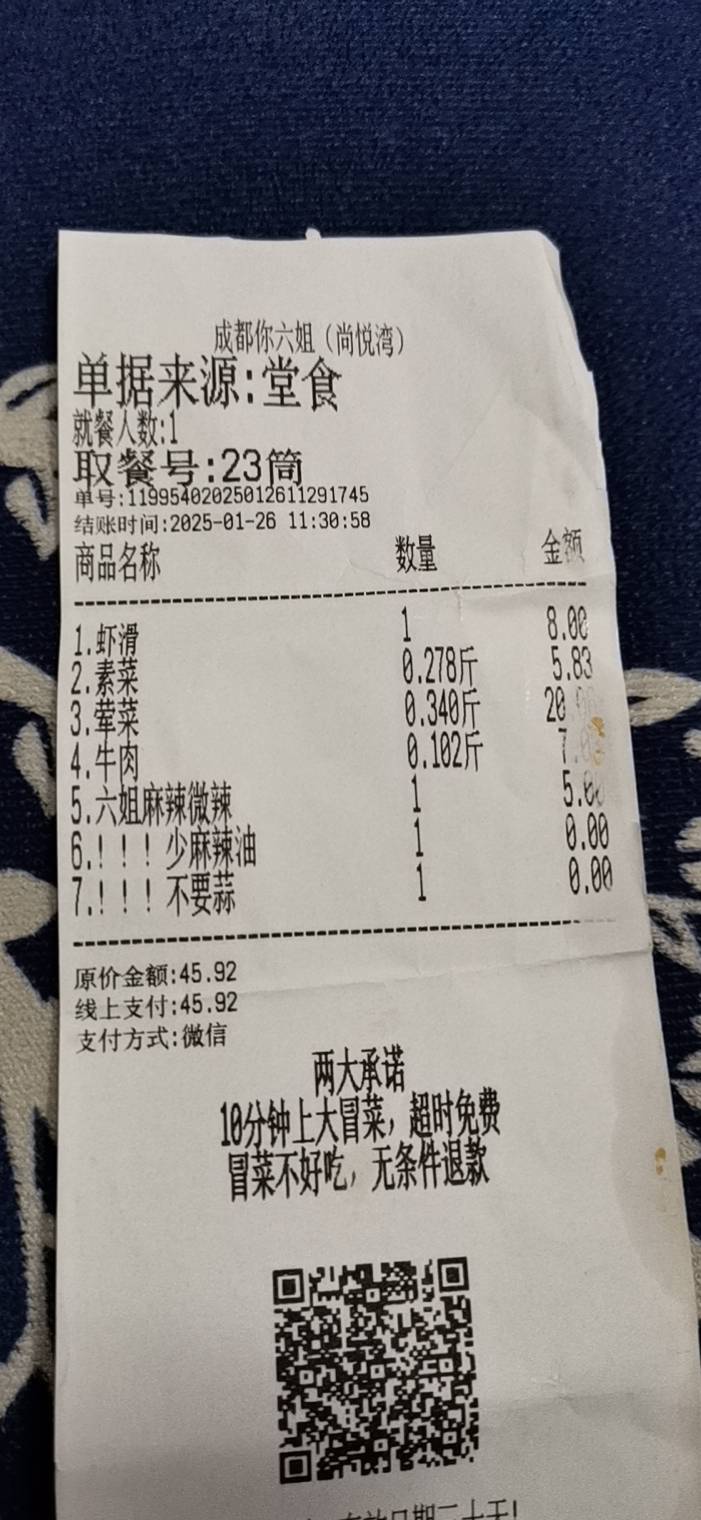 成都你六姐（尚悦湾）
单据来源:堂食
就餐人数:1
取餐号:23筒
单号:11995402025012611291745
结账时间:2025-01-26 11:30:58
商品名称 数量 金额
1.虾滑 1 8.00
2.素菜 0.278斤 5.83
3.荤菜 0.340斤
4.牛肉 0.102斤
5.六姐麻辣微辣 1 5.00
6.！！！少麻辣油 1 0.00
7.！！！不要蒜 1 0.00
原价金额:45.92
线上支付:45.92
支付方式:微信
两大承诺
10分钟上大冒菜，超时免费
冒菜不好吃，无条件退款